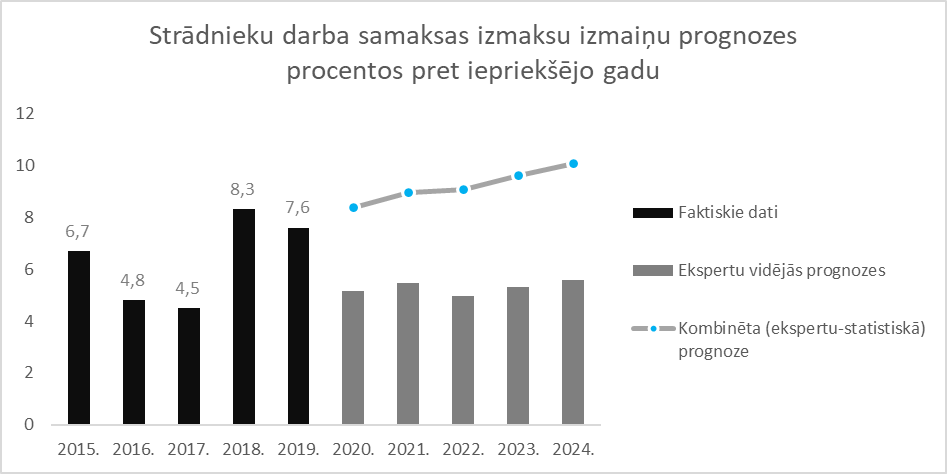 Strādnieku darba samaksas izmaksu izmaiņu prognozes
procentos pret iepriekšējo gadu
12
10
8
6
4
2
0
6,7
4,8
4,5
8,3
7,6
2015. 2016. 2017. 2018. 2019. 2020. 2021. 2022. 2023. 2024.
Faktiskie dati
Ekspertu vidējās prognozes
Kombinēta (ekspertu-statistiskā)
prognoze